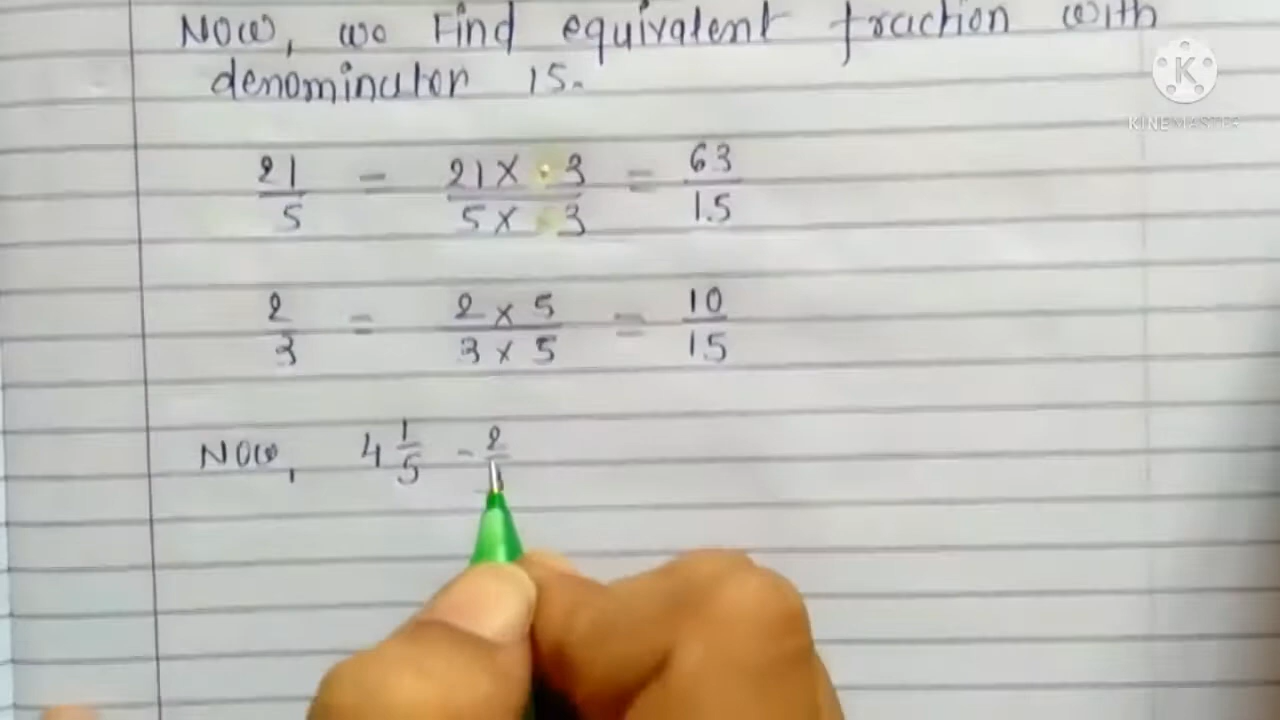 Now, we Find equivalent fraction with
denominator 15.
K
KINEMASTER
21/5 = 21 × 3/5 × 3 = 63/15
2/3 = 2 × 5/3 × 5 = 10/15
Now, 4 1/5 - 2/